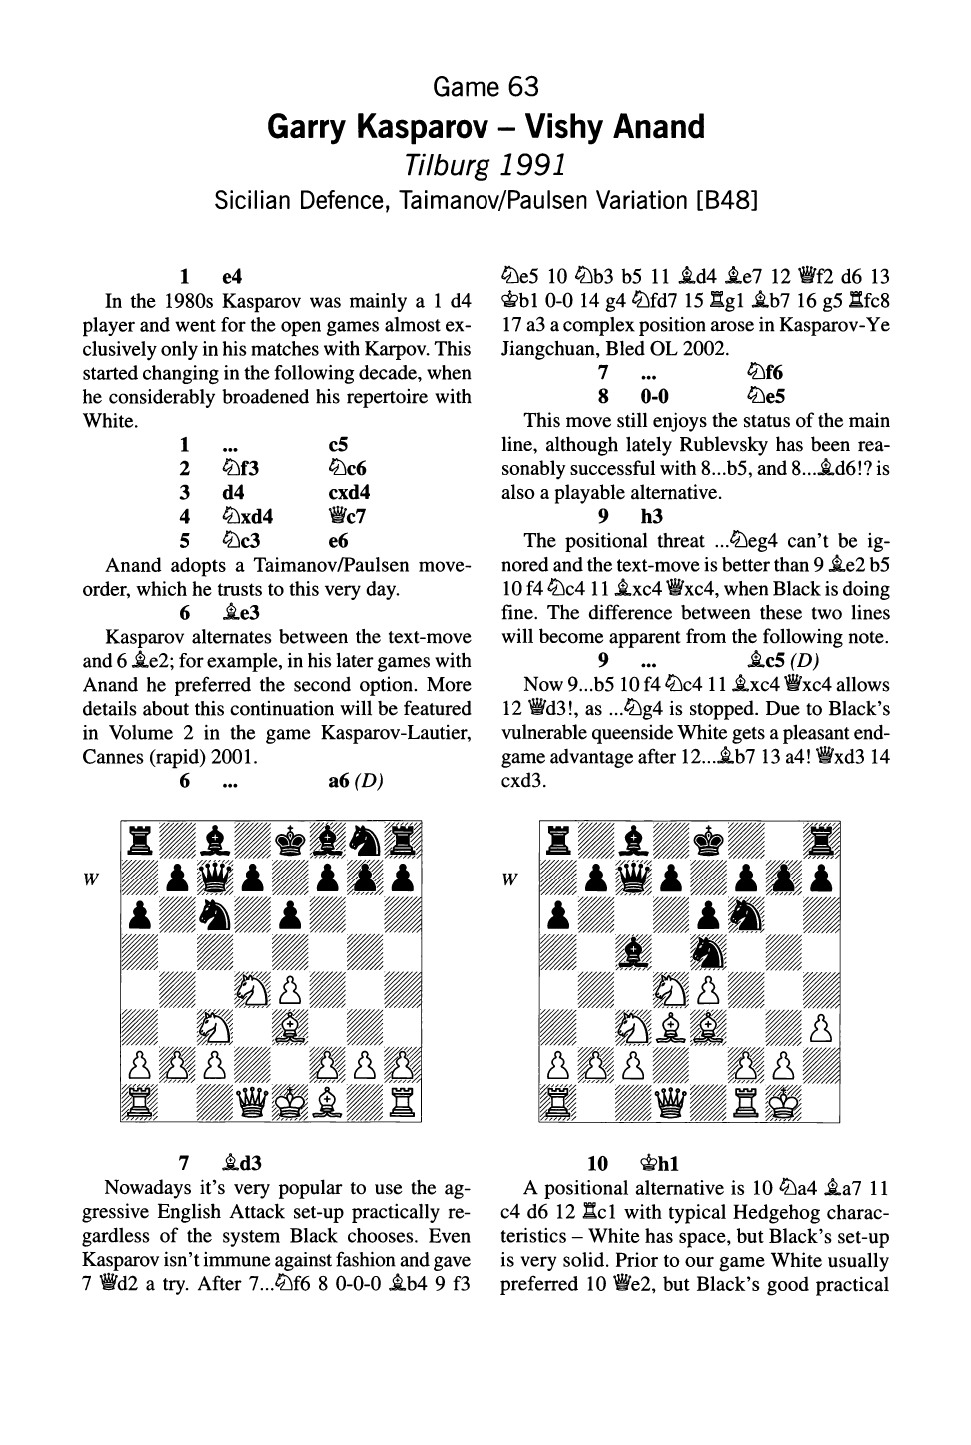 Game 63
Garry Kasparov – Vishy Anand
Tilburg 1991
Sicilian Defence, Taimanov/Paulsen Variation [B48]
1 e4
In the 1980s Kasparov was mainly a 1 d4
player and went for the open games almost ex-
clusively only in his matches with Karpov. This
started changing in the following decade, when
he considerably broadened his repertoire with
White.
1 ... c5
2 ♘f3 ♘c6
3 d4 cxd4
4 ♘xd4 ♕c7
5 ♘c3 e6
Anand adopts a Taimanov/Paulsen move-
order, which he trusts to this very day.
6 ♗e3
Kasparov alternates between the text-move
and 6 ♗e2; for example, in his later games with
Anand he preferred the second option. More
details about this continuation will be featured
in Volume 2 in the game Kasparov-Lautier,
Cannes (rapid) 2001.
6 ... a6 (D)
W
7 ♗d3
Nowadays it's very popular to use the ag-
gressive English Attack set-up practically re-
gardless of the system Black chooses. Even
Kasparov isn't immune against fashion and gave
7 ♕d2 a try. After 7...♘f6 8 0-0-0 ♗b4 9 f3
♘e5 10 ♘b3 b5 11 ♗d4 ♗e7 12 ♕f2 d6 13
♔b1 0-0 14 g4 ♘fd7 15 ♖g1 ♗b7 16 g5 ♖fc8
17 a3 a complex position arose in Kasparov-Ye
Jiangchuan, Bled OL 2002.
7 ... ♘f6
8 0-0 ♘e5
This move still enjoys the status of the main
line, although lately Rublevsky has been rea-
sonably successful with 8...b5, and 8...♗d6!? is
also a playable alternative.
9 h3
The positional threat ...♘eg4 can't be ig-
nored and the text-move is better than 9 ♗e2 b5
10 f4 ♘c4 11 ♗xc4 ♕xc4, when Black is doing
fine. The difference between these two lines
will become apparent from the following note.
9 ... ♗c5 (D)
Now 9...b5 10 f4 ♘c4 11 ♗xc4 ♕xc4 allows
12 ♕d3!, as ...♘g4 is stopped. Due to Black's
vulnerable queenside White gets a pleasant end-
game advantage after 12...♗b7 13 a4! ♕xd3 14
cxd3.
W
10 ♔h1
A positional alternative is 10 ♘a4 ♗a7 11
c4 d6 12 ♖c1 with typical Hedgehog charac-
teristics – White has space, but Black's set-up
is very solid. Prior to our game White usually
preferred 10 ♕e2, but Black's good practical